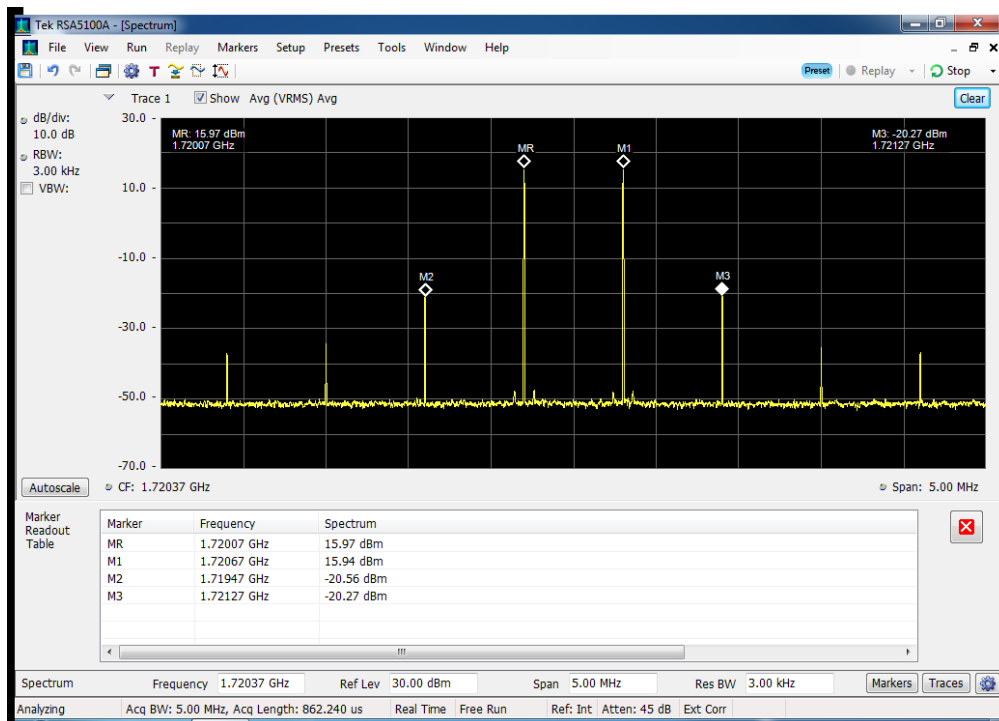 Tek RSA5100A - [Spectrum]
File View Run Replay Markers Setup Presets Tools Window Help
Preset Replay Stop
Trace 1 Show Avg (VRMS) Avg Clear
dB/div: 10.0 dB
RBW: 3.00 kHz
VBW:
30.0
10.0
-10.0
-30.0
-50.0
-70.0
MR: 15.97 dBm
1.72007 GHz
M3: -20.27 dBm
1.72127 GHz
MR
M1
M2
M3
Autoscale CF: 1.72037 GHz Span: 5.00 MHz
Marker Readout Table
Marker Frequency Spectrum
MR 1.72007 GHz 15.97 dBm
M1 1.72067 GHz 15.94 dBm
M2 1.71947 GHz -20.56 dBm
M3 1.72127 GHz -20.27 dBm
Spectrum Frequency 1.72037 GHz Ref Lev 30.00 dBm Span 5.00 MHz Res BW 3.00 kHz Markers Traces
Analyzing Acq BW: 5.00 MHz, Acq Length: 862.240 us Real Time Free Run Ref: Int Atten: 45 dB Ext Corr